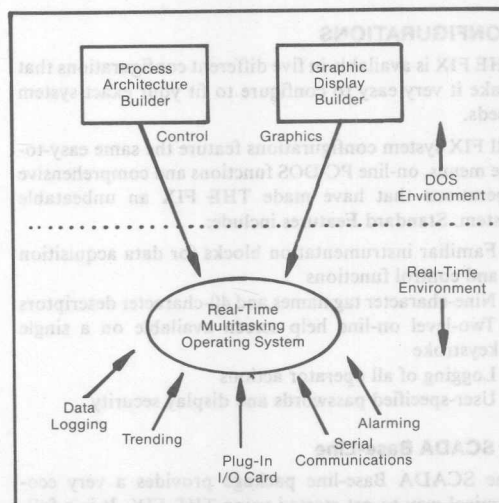 Process
Architecture
Builder
Graphic
Display
Builder
Control
Graphics
DOS
Environment
Real-Time
Environment
Real-Time
Multitasking
Operating System
Data
Logging
Trending
Plug-In
I/O Card
Serial
Communications
Alarming
CONFIGURATIONS
THE FIX is available in five different configurations that
make it very easy to configure to fit your exact system
needs.
FIX system configurations feature the same easy-to-
menus, on-line PC DOS functions and comprehensive
that have made THE FIX an unbeatable
system. Standard Features include:
Familiar instrumentation blocks for data acquisition
and control functions
Nine-character tagnames and 40-character descriptors
Two-level on-line help available on a single
keystroke
Logging of all operator actions
User-specified passwords and display security
SCADA Base-Line
SCADA Base-line package provides a very eco-